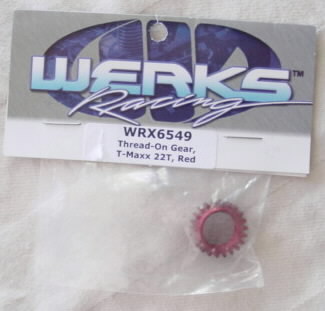 WERKS™
Racing
WRX6549
Thread-On Gear,
T-Maxx 22T, Red